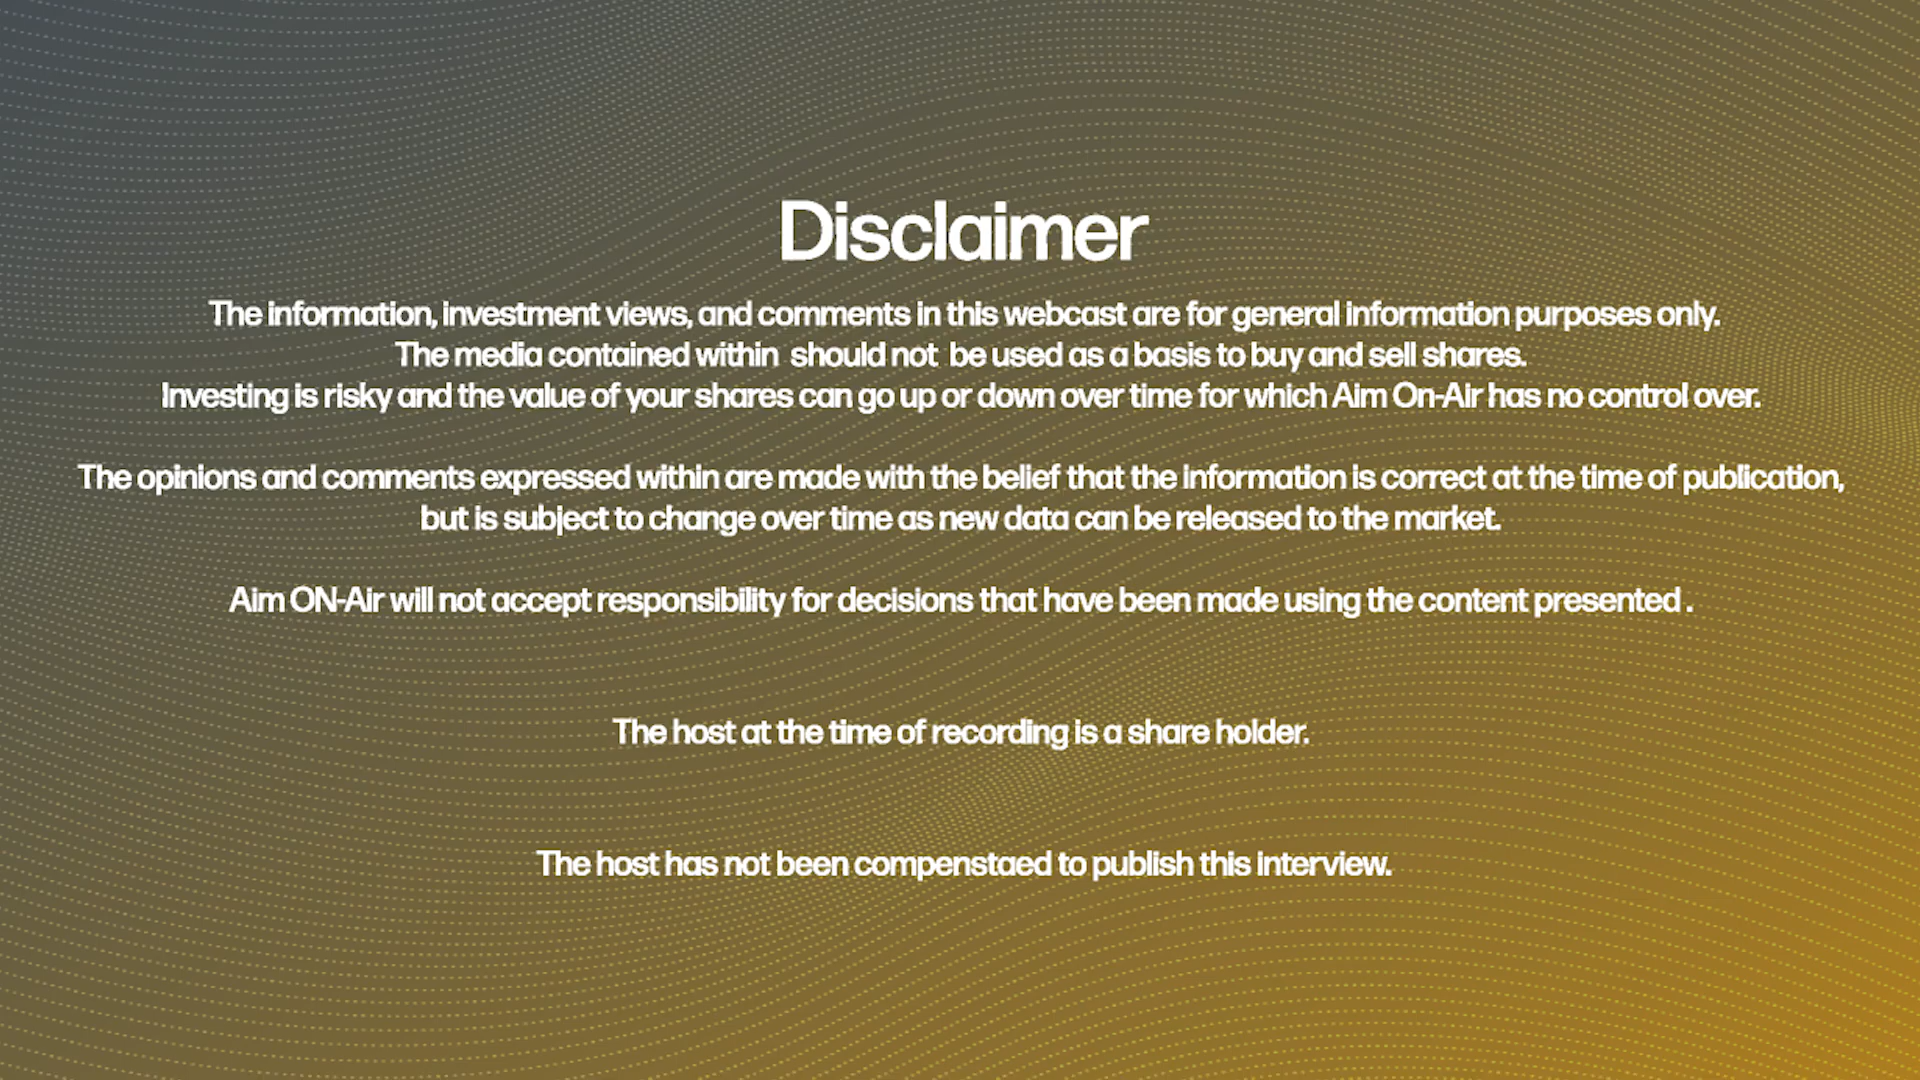 Disclaimer
The information, investment views, and comments in this webcast are for general information purposes only.
The media contained within should not be used as a basis to buy and sell shares.
Investing is risky and the value of your shares can go up or down over time for which Aim On-Air has no control over.
The opinions and comments expressed within are made with the belief that the information is correct at the time of publication,
but is subject to change over time as new data can be released to the market.
Aim ON-Air will not accept responsibility for decisions that have been made using the content presented .
The host at the time of recording is a share holder.
The host has not been compenstaed to publish this interview.